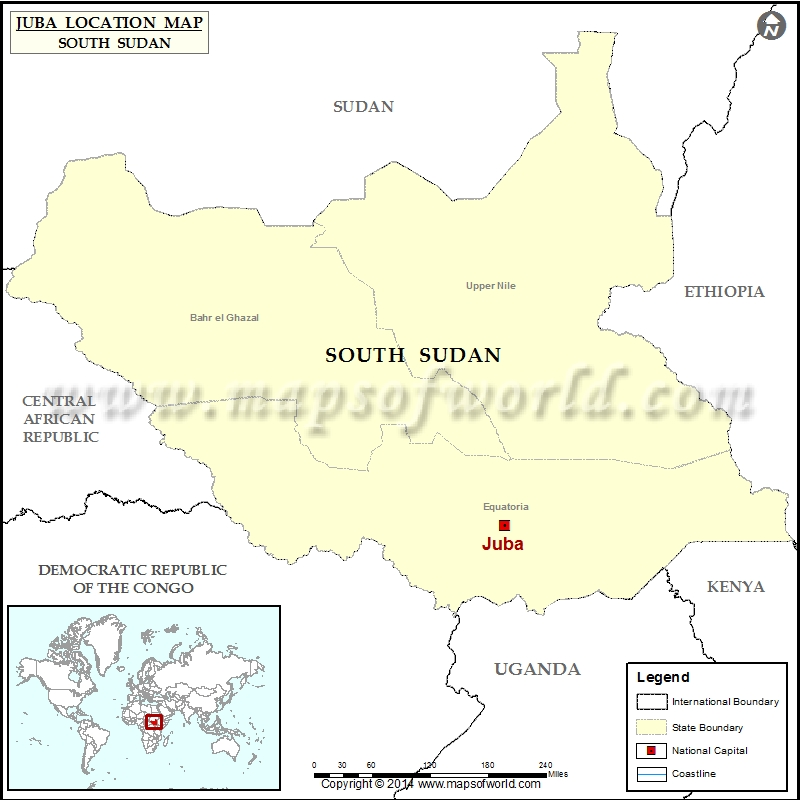 JUBA LOCATION MAP
SOUTH SUDAN
N
SUDAN
ETHIOPIA
Upper Nile
Bahr el Ghazal
SOUTH SUDAN
www.mapsofworld.com
CENTRAL
AFRICAN
REPUBLIC
Equatoria
Juba
DEMOCRATIC REPUBLIC
OF THE CONGO
KENYA
UGANDA
Legend
International Boundary
State Boundary
National Capital
Coastline
0 30 60 120 180 240
Miles
Copyright © 2014 www.mapsofworld.com